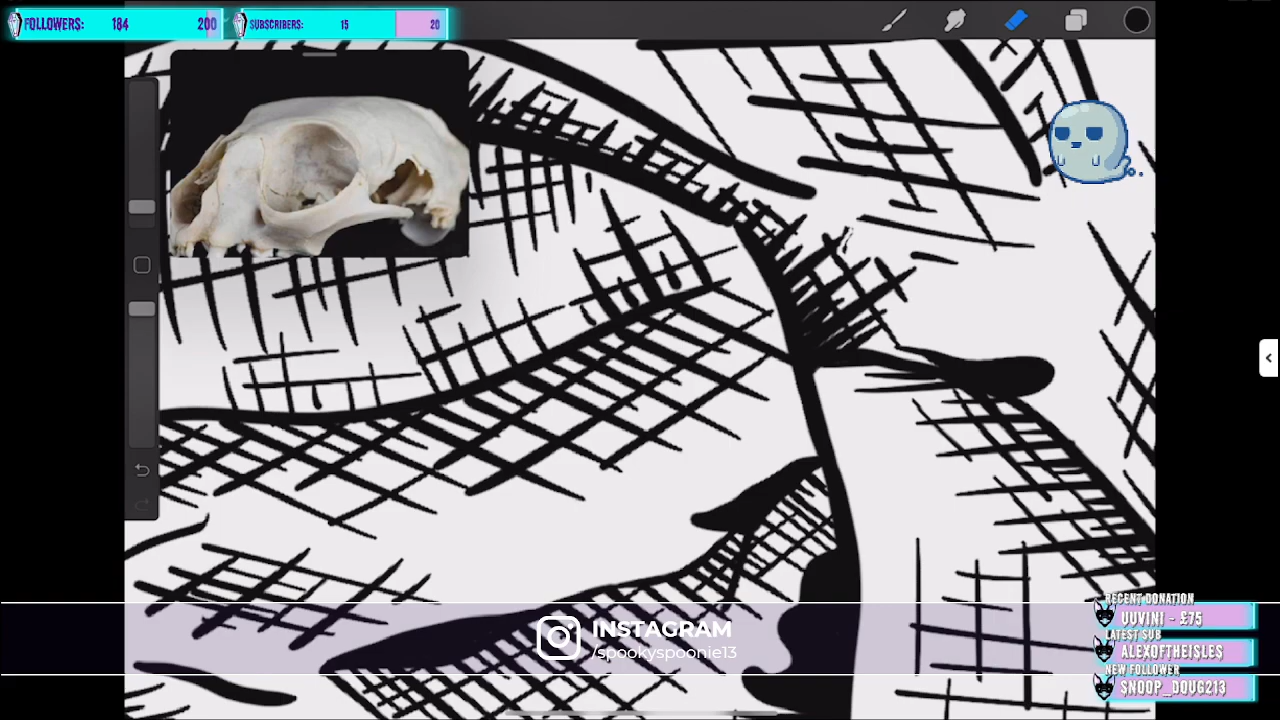 FOLLOWERS: 184 200
SUBSCRIBERS: 15 20
RECENT DONATION
UUVINI - £75
LATEST SUB
ALEXOFTHEISLES
NEW FOLLOWER
SNOOP_DOUG213
INSTAGRAM
/spookyspoonie13